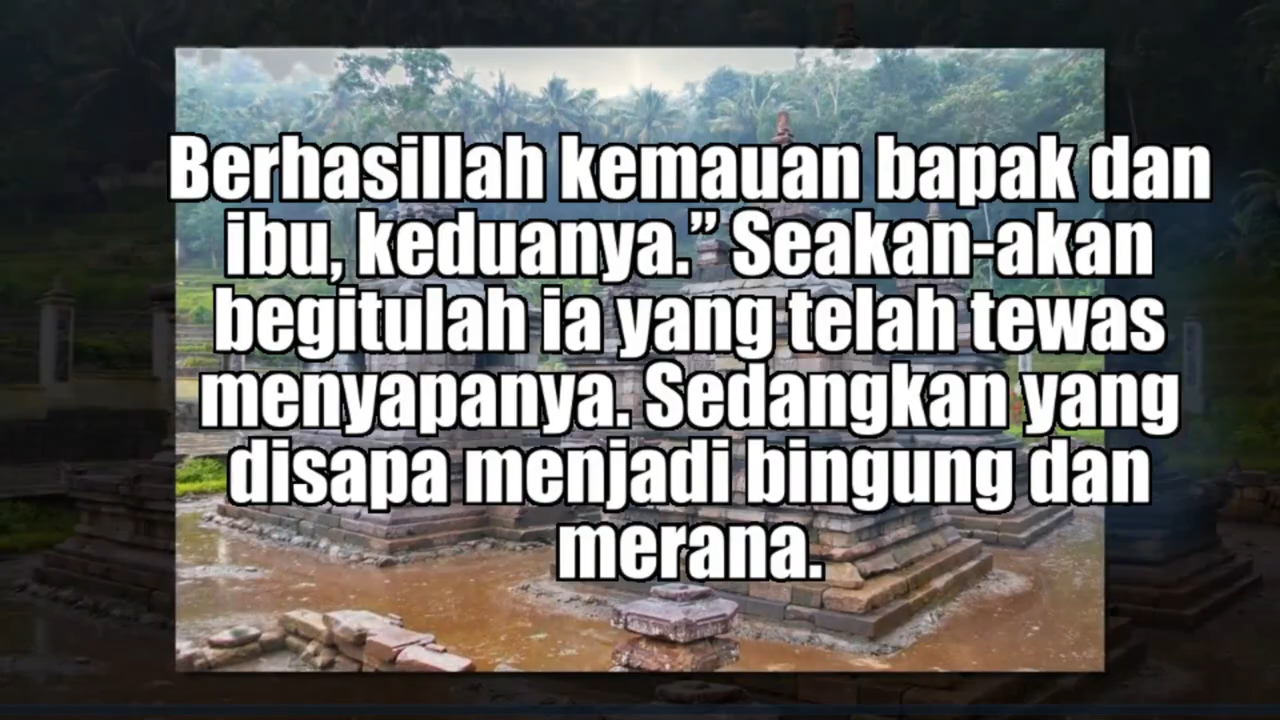 Berhasillah kemauan bapak dan
ibu, keduanya.” Seakan-akan
begitulah ia yang telah tewas
menyapanya. Sedangkan yang
disapa menjadi bingung dan
merana.